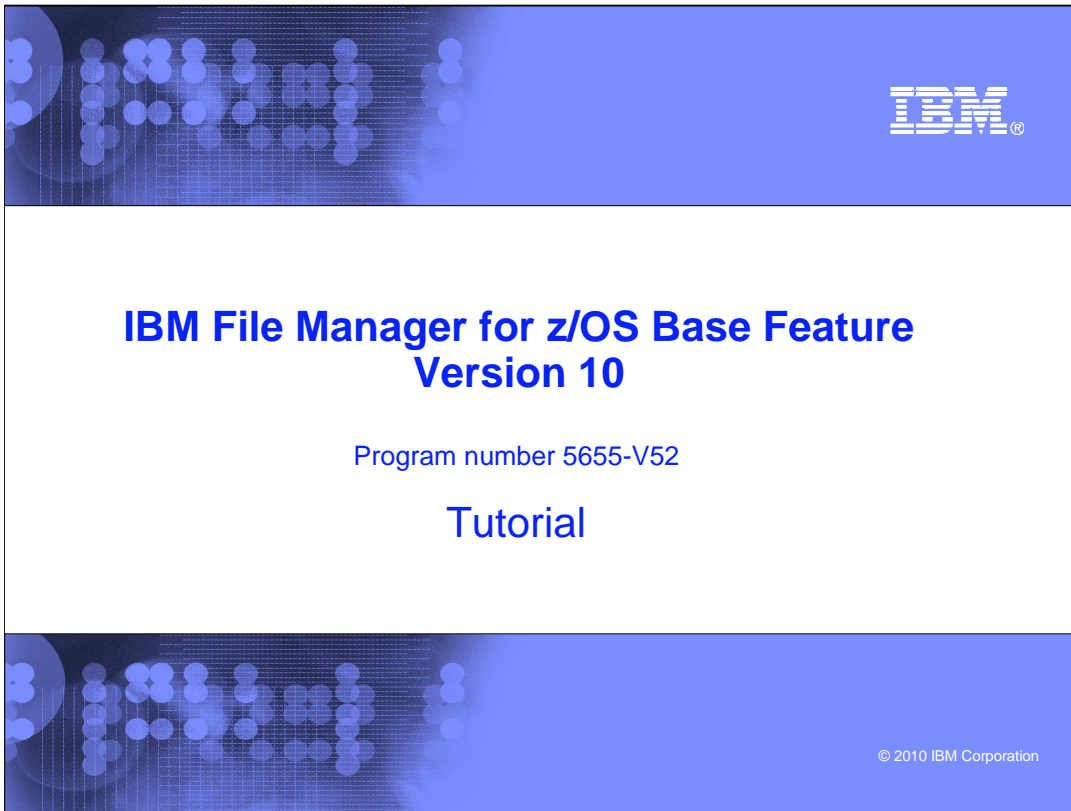 IBM®
IBM File Manager for z/OS Base Feature
Version 10
Program number 5655-V52
Tutorial
© 2010 IBM Corporation